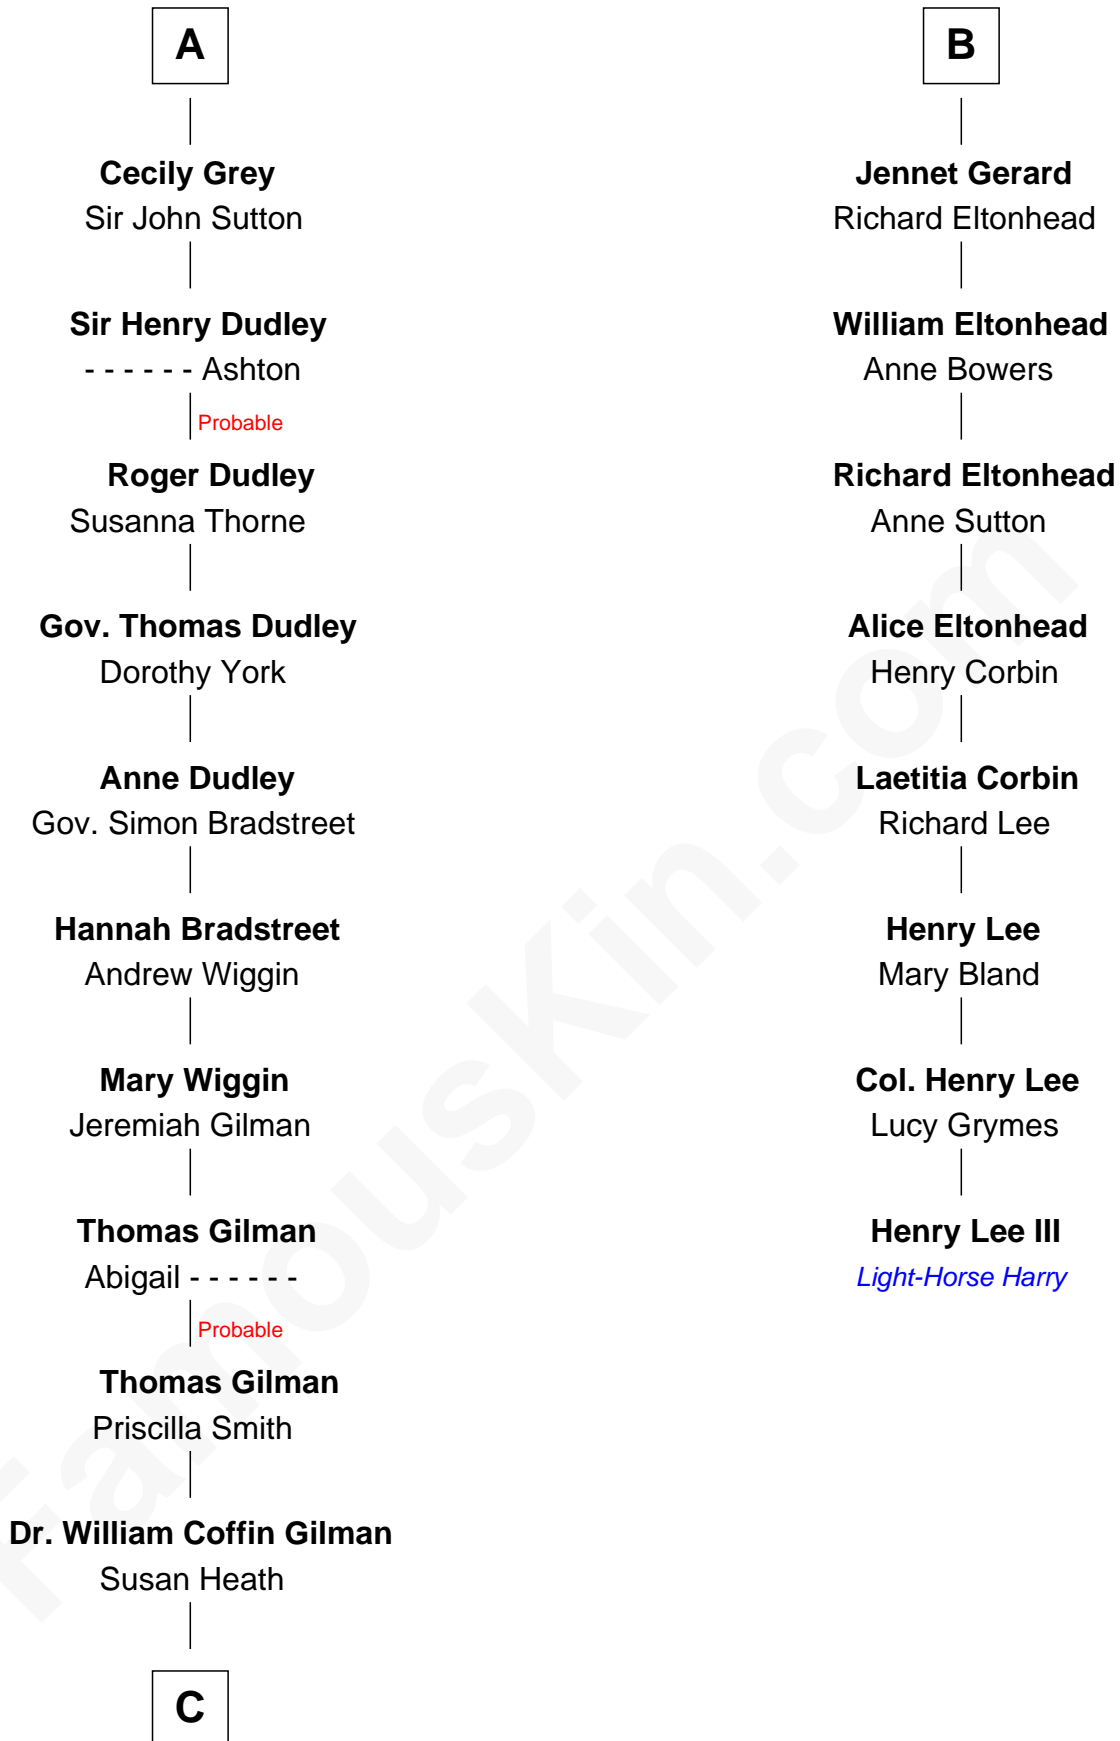 A
Cecily Grey
Sir John Sutton
Sir Henry Dudley
- - - - - - Ashton
Probable
Roger Dudley
Susanna Thorne
Gov. Thomas Dudley
Dorothy York
Anne Dudley
Gov. Simon Bradstreet
Hannah Bradstreet
Andrew Wiggin
Mary Wiggin
Jeremiah Gilman
Thomas Gilman
Abigail - - - - - -
Probable
Thomas Gilman
Priscilla Smith
Dr. William Coffin Gilman
Susan Heath
C
B
Jennet Gerard
Richard Eltonhead
William Eltonhead
Anne Bowers
Richard Eltonhead
Anne Sutton
Alice Eltonhead
Henry Corbin
Laetitia Corbin
Richard Lee
Henry Lee
Mary Bland
Col. Henry Lee
Lucy Grymes
Henry Lee III
Light-Horse Harry
FamousKin.com